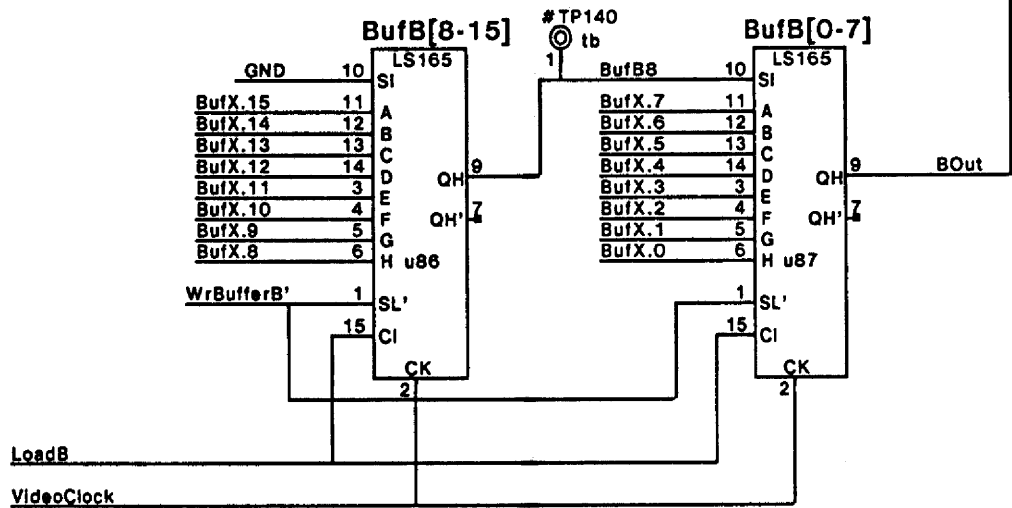 #TP140
BufB[8-15]
tb
BufB[0-7]
LS165
1
LS165
GND 10 SI
BufB8 10 SI
BufX.15 11 A
BufX.14 12 B
BufX.13 13 C
BufX.12 14 D
BufX.11 3 E
BufX.10 4 F
BufX.9 5 G
BufX.8 6 H u86
QH 9
QH' 7
BufX.7 11 A
BufX.6 12 B
BufX.5 13 C
BufX.4 14 D
BufX.3 3 E
BufX.2 4 F
BufX.1 5 G
BufX.0 6 H u87
QH 9 BOut
QH' 7
WrBufferB' 1 SL'
1 SL'
15 CI
15 CI
CK
2
CK
2
LoadB
VideoClock